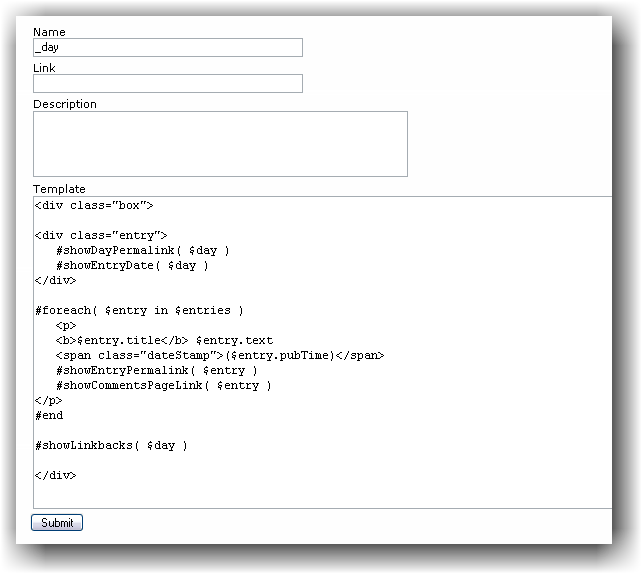 Name
_day
Link
Description
Template
<div class="box">
<div class="entry">
#showDayPermalink( $day )
#showEntryDate( $day )
</div>
#foreach( $entry in $entries )
<p>
<b>$entry.title</b> $entry.text
<span class="dateStamp">($entry.pubTime)</span>
#showEntryPermalink( $entry )
#showCommentsPageLink( $entry )
</p>
#end
#showLinkbacks( $day )
</div>
Submit